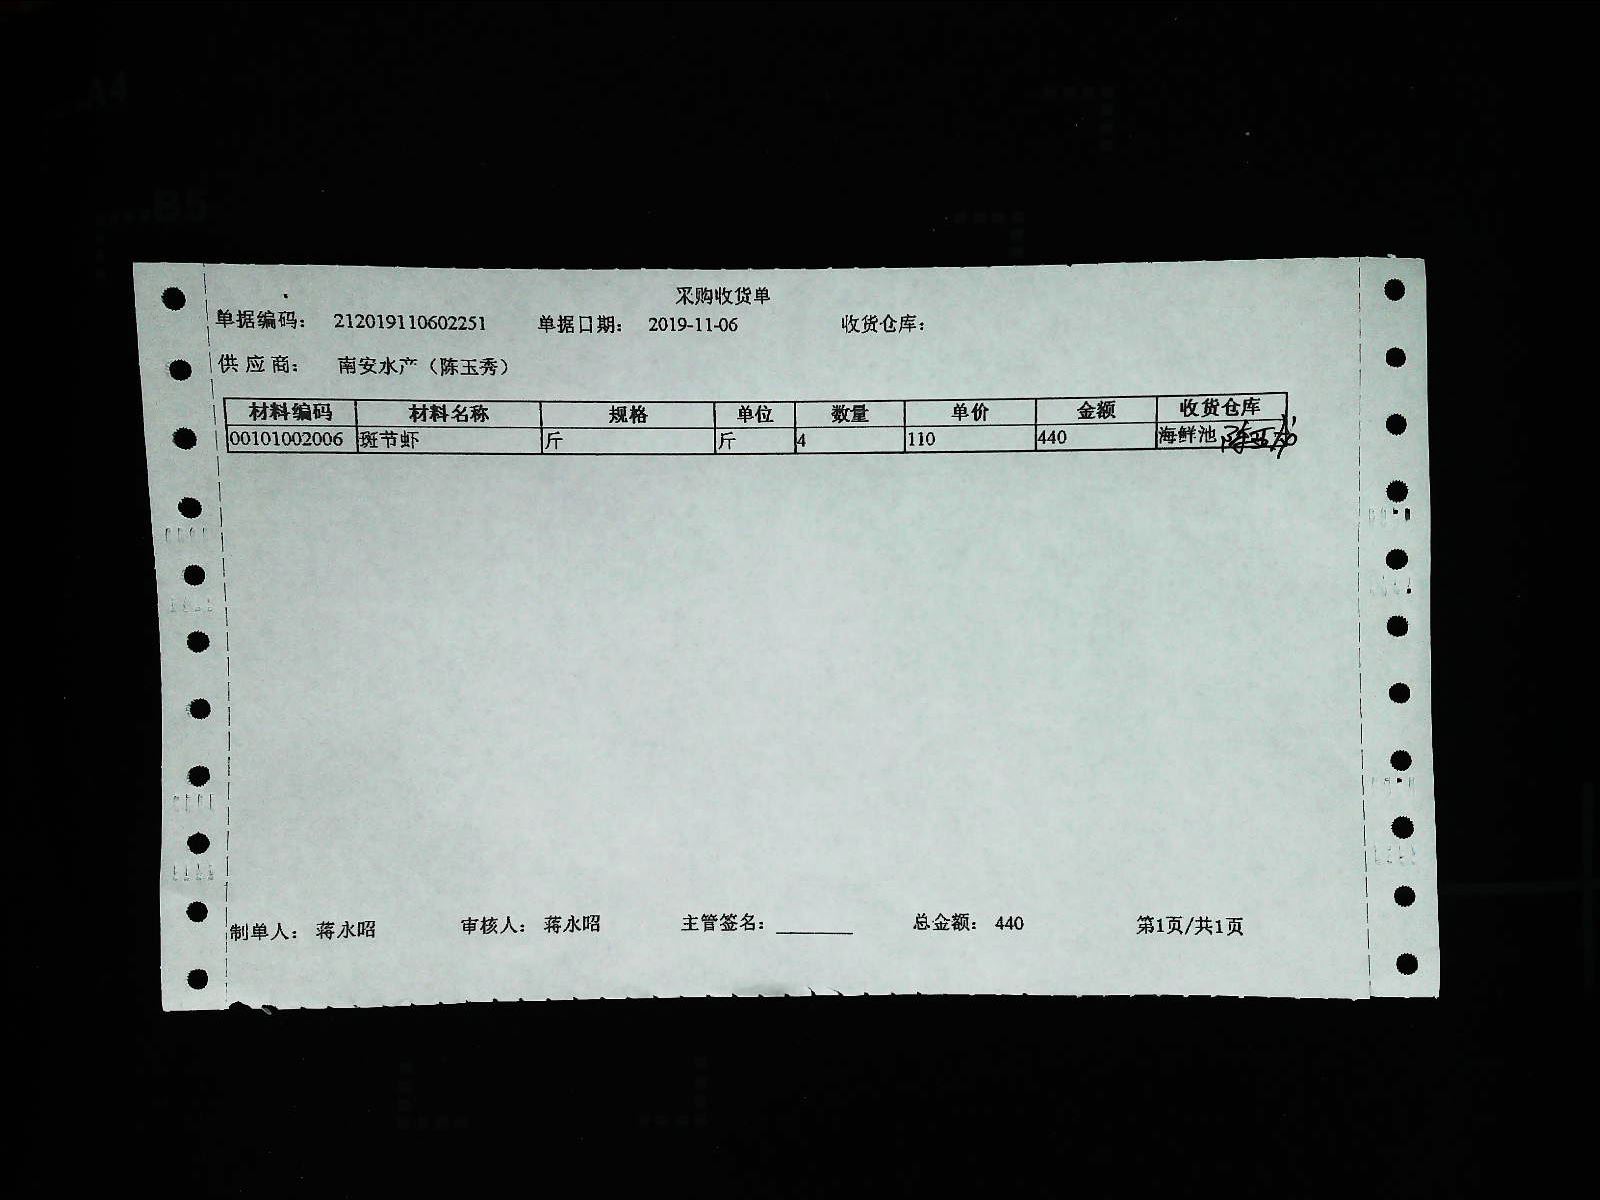 采购收货单
单据编码： 212019110602251 单据日期： 2019-11-06 收货仓库：
供应商： 南安水产（陈玉秀）
材料编码 材料名称 规格 单位 数量 单价 金额 收货仓库
00101002006 斑节虾 斤 斤 4 110 440 海鲜池
制单人： 蒋永昭 审核人： 蒋永昭 主管签名：________ 总金额： 440 第1页/共1页